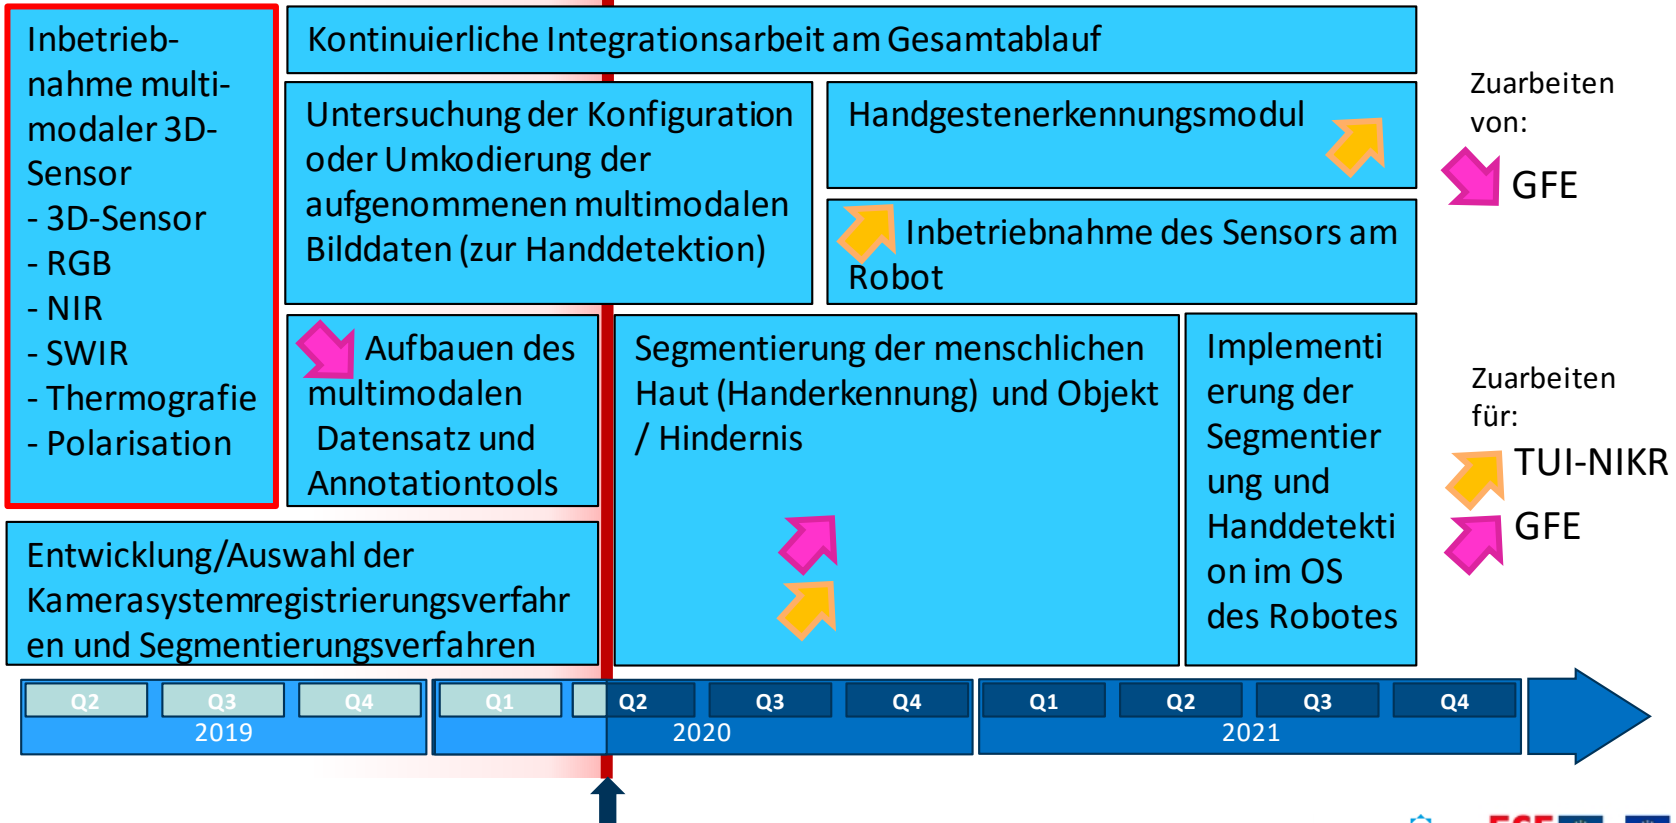 Inbetrieb-
nahme multi-
modaler 3D-
Sensor
- 3D-Sensor
- RGB
- NIR
- SWIR
- Thermografie
- Polarisation
Kontinuierliche Integrationsarbeit am Gesamtablauf
Untersuchung der Konfiguration
oder Umkodierung der
aufgenommenen multimodalen
Bilddaten (zur Handdetektion)
Handgestenerkennungsmodul
Inbetriebnahme des Sensors am
Robot
Aufbauen des
multimodalen
Datensatz und
Annotationtools
Segmentierung der menschlichen
Haut (Handerkennung) und Objekt
/ Hindernis
Implementi
erung der
Segmentier
ung und
Handdetekti
on im OS
des Robotes
Entwicklung/Auswahl der
Kamerasystemregistrierungsverfahr
en und Segmentierungsverfahren
Zuarbeiten
von:
GFE
Zuarbeiten
für:
TUI-NIKR
GFE
Q2 Q3 Q4 Q1 Q2 Q3 Q4 Q1 Q2 Q3 Q4
2019 2020 2021